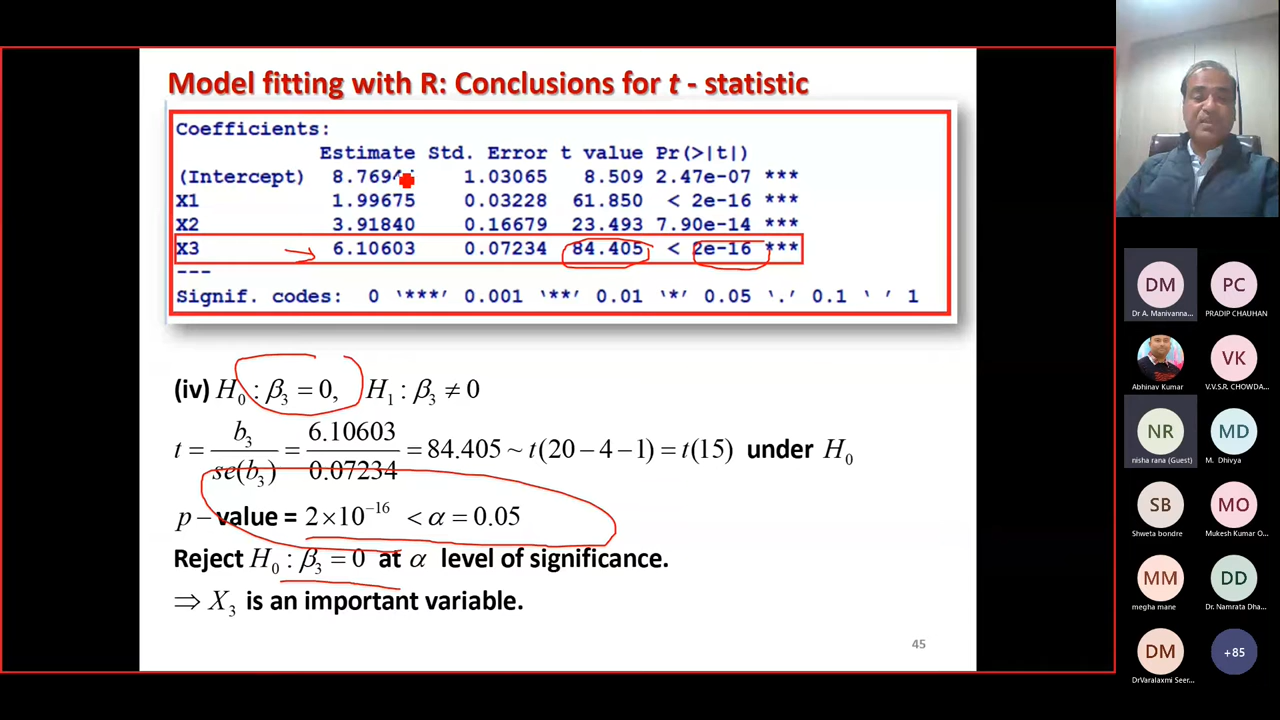 Model fitting with R: Conclusions for t - statistic
Coefficients:
Estimate Std. Error t value Pr(>|t|)
(Intercept) 1.03065 8.509 2.47e-07 ***
X1 1.99675 0.03228 61.850 < 2e-16 ***
X2 3.91840 0.16679 23.493 7.90e-14 ***
X3 6.10603 0.07234 84.405 < 2e-16 ***
---
Signif. codes: 0 '***' 0.001 '**' 0.01 '*' 0.05 '.' 0.1 ' ' 1
(iv) H₀ : β₃ = 0, H₁ : β₃ ≠ 0
t = b₃ / se(b₃) = 6.10603 / 0.07234 = 84.405 ~ t(20 − 4 − 1) = t(15) under H₀
p − value = 2×10⁻¹⁶ < α = 0.05
Reject H₀ : β₃ = 0 at α level of significance.
⇒ X₃ is an important variable.
45
DM
Dr A. Manivanna...
PC
PRADIP CHAUHAN
Abhinav Kumar
VK
V.V.S.R. CHOWDA...
NR
nisha rana (Guest)
MD
M. Dhivya
SB
Shweta bondre
MO
Mukesh Kumar O...
MM
megha mane
DD
Dr. Namrata Dha...
DM
DrVaralaxmi Seer...
+85